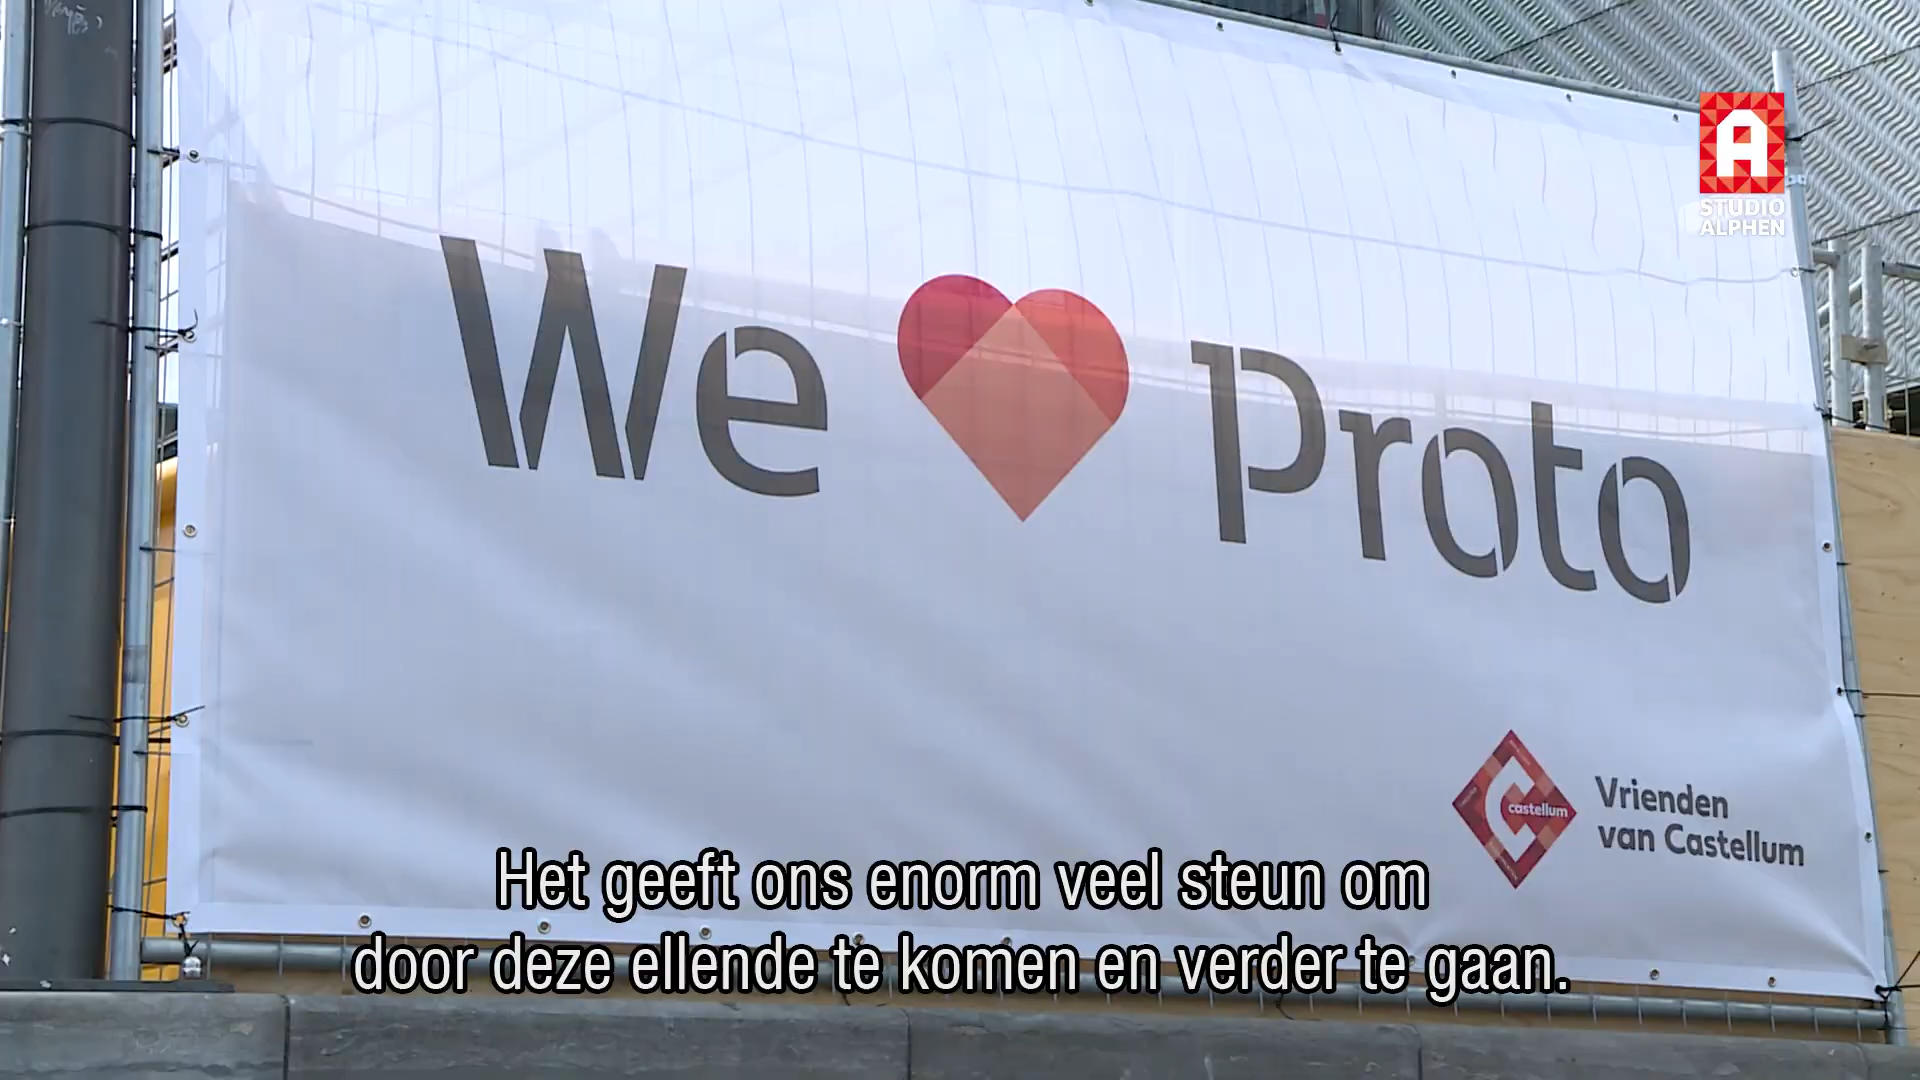 STUDIO
ALPHEN
We Proto
castellum
Vrienden
van Castellum
Het geeft ons enorm veel steun om
door deze ellende te komen en verder te gaan.